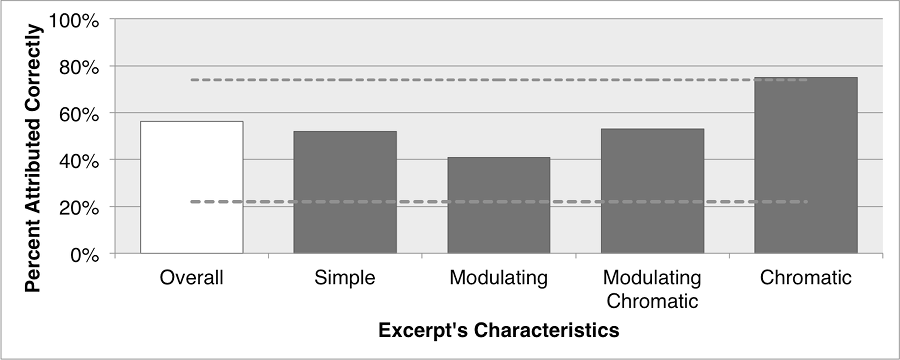 Percent Attributed Correctly
100%
80%
60%
40%
20%
0%
Overall
Simple
Modulating
Modulating
Chromatic
Chromatic
Excerpt's Characteristics